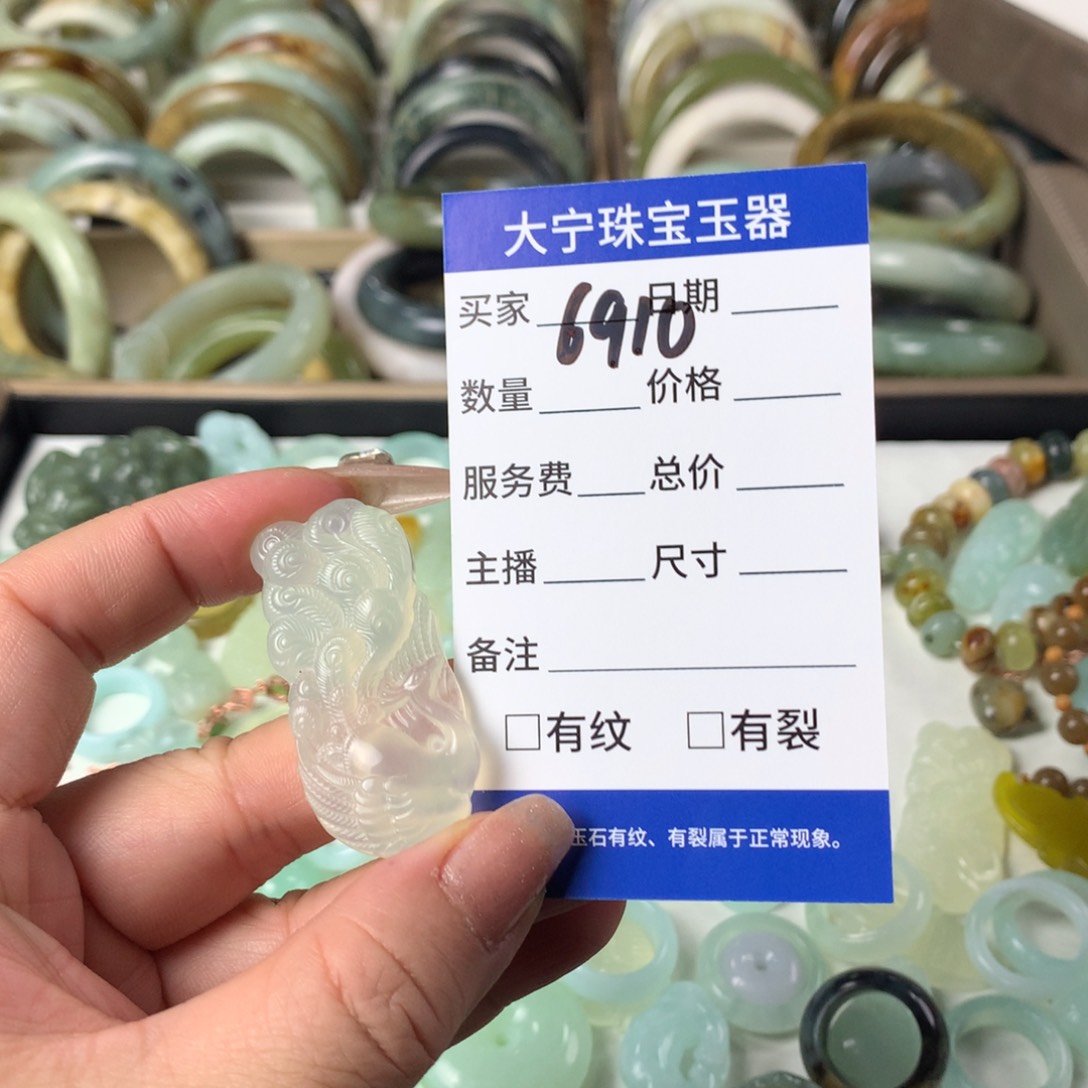 大宁珠宝玉器
买家 6910 日期
数量 价格
服务费 总价
主播 尺寸
备注
□有纹 □有裂
玉石有纹、有裂属于正常现象。